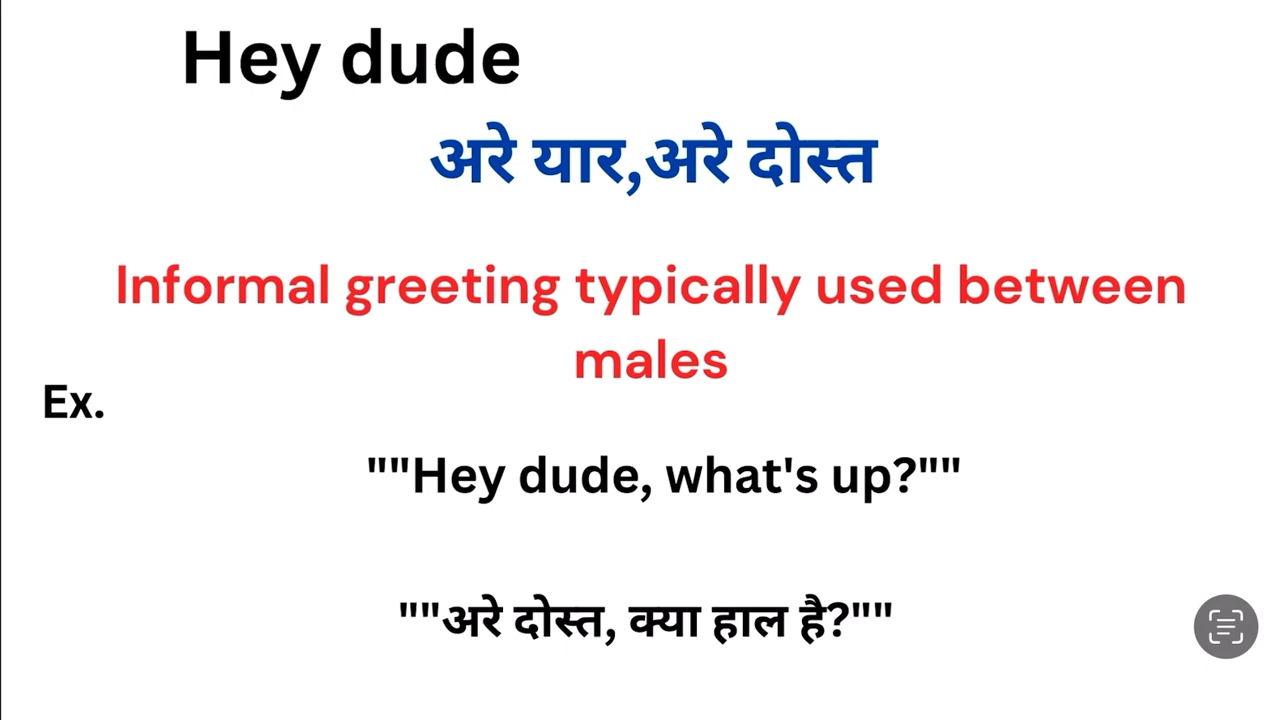 Hey dude
अरे यार,अरे दोस्त
Informal greeting typically used between
males
Ex.
""Hey dude, what's up?""
""अरे दोस्त, क्या हाल है?""